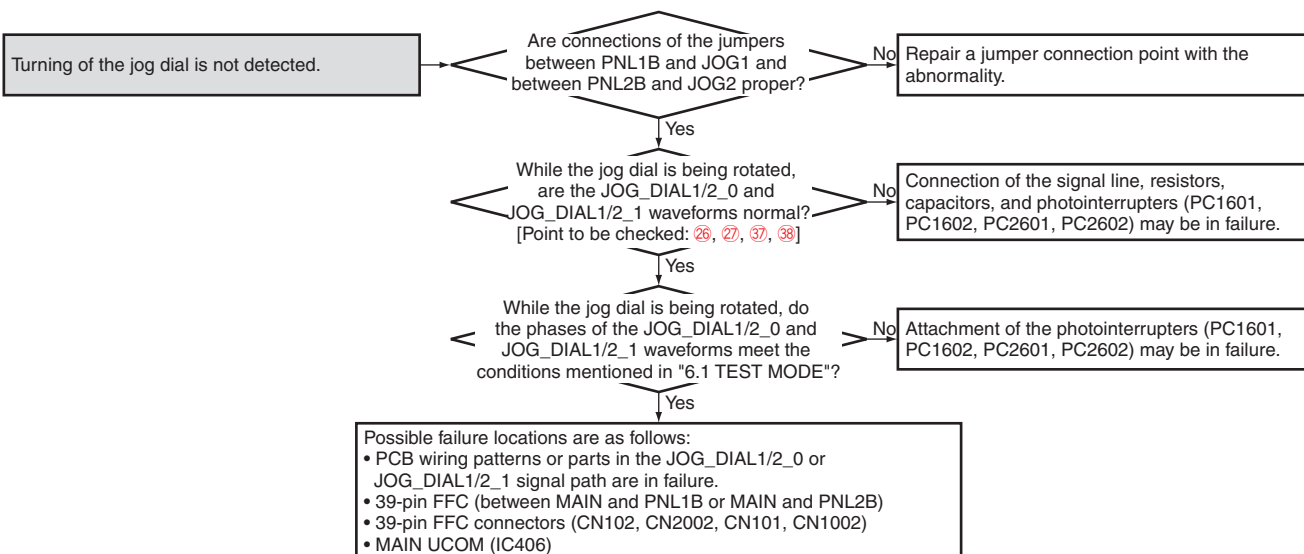 Turning of the jog dial is not detected.
Are connections of the jumpers
between PNL1B and JOG1 and
between PNL2B and JOG2 proper?
No
Repair a jumper connection point with the
abnormality.
Yes
While the jog dial is being rotated,
are the JOG_DIAL1/2_0 and
JOG_DIAL1/2_1 waveforms normal?
[Point to be checked: ㉖, ㉗, ㊲, ㊳]
No
Connection of the signal line, resistors,
capacitors, and photointerrupters (PC1601,
PC1602, PC2601, PC2602) may be in failure.
Yes
While the jog dial is being rotated, do
the phases of the JOG_DIAL1/2_0 and
JOG_DIAL1/2_1 waveforms meet the
conditions mentioned in "6.1 TEST MODE"?
No
Attachment of the photointerrupters (PC1601,
PC1602, PC2601, PC2602) may be in failure.
Yes
Possible failure locations are as follows:
• PCB wiring patterns or parts in the JOG_DIAL1/2_0 or
JOG_DIAL1/2_1 signal path are in failure.
• 39-pin FFC (between MAIN and PNL1B or MAIN and PNL2B)
• 39-pin FFC connectors (CN102, CN2002, CN101, CN1002)
• MAIN UCOM (IC406)